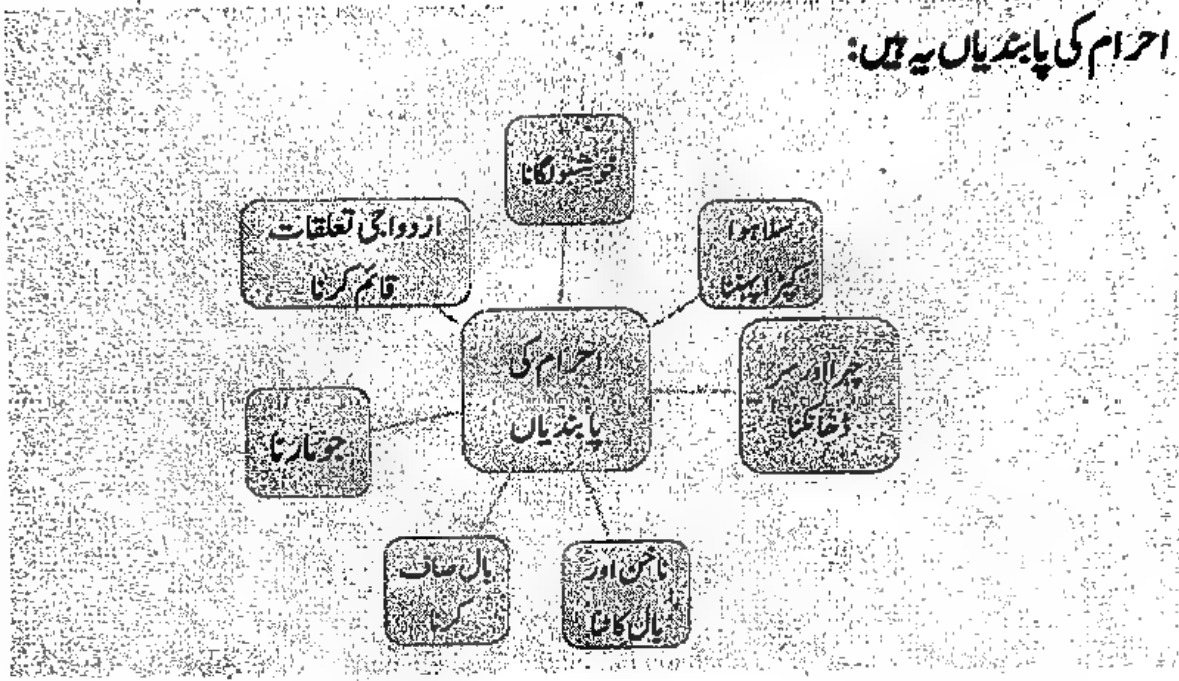 احرام کی پابندیاں یہ ہیں:
خوشبو لگانا
سلا ہوا
کپڑا پہننا
ازدواجی تعلقات
قائم کرنا
احرام کی
پابندیاں
چہرا اور سر
ڈھانکنا
جو مارنا
بال صاف
کرنا
ناخن اور
بال کاٹنا